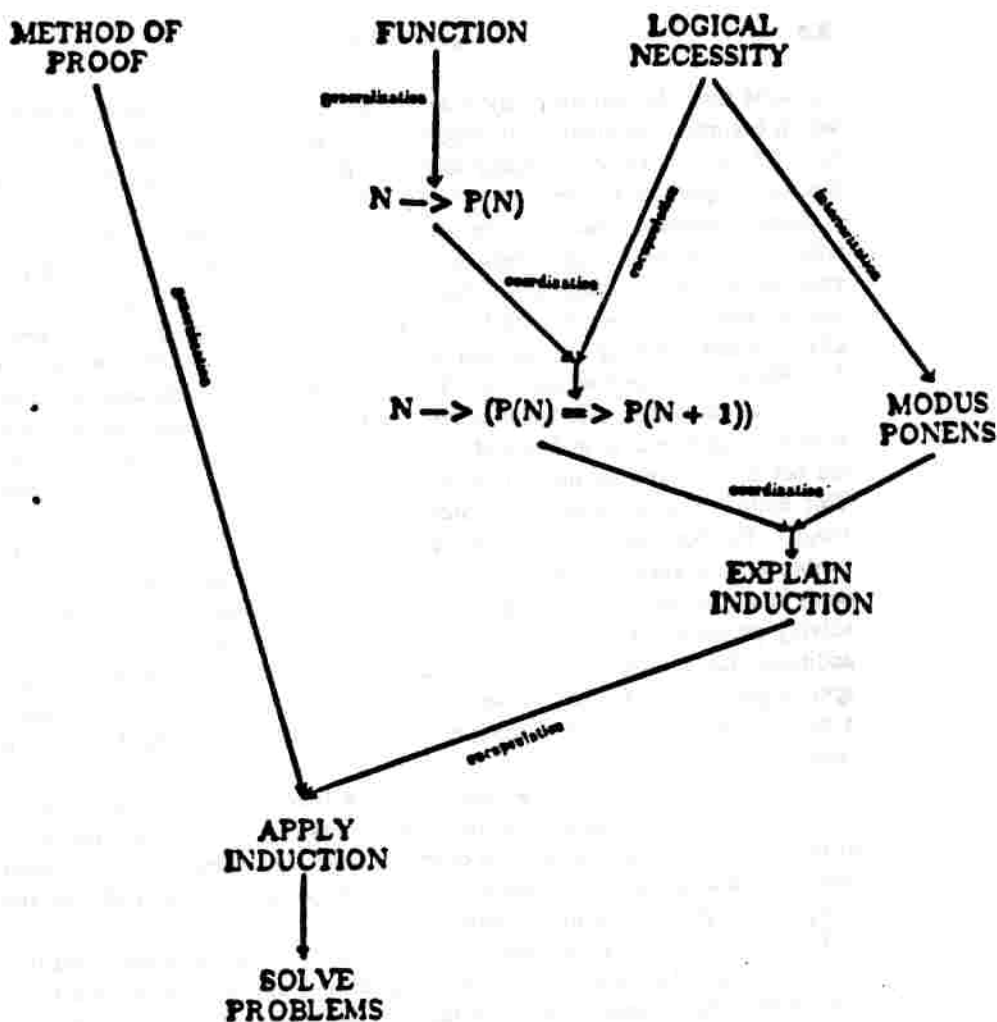 METHOD OF
PROOF
FUNCTION
LOGICAL
NECESSITY
generalization
N —> P(N)
encapsulation
interiorization
coordination
generalization
N —> (P(N) => P(N + 1))
MODUS
PONENS
coordination
EXPLAIN
INDUCTION
encapsulation
APPLY
INDUCTION
SOLVE
PROBLEMS